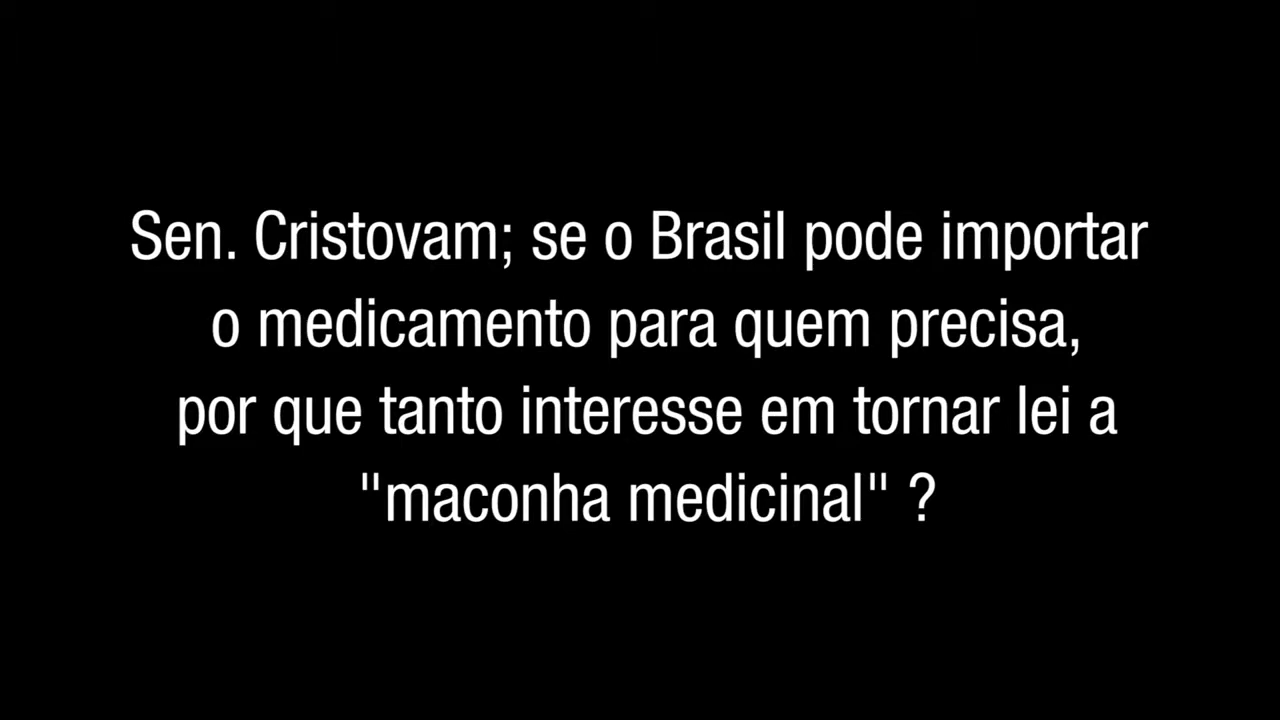 Sen. Cristovam; se o Brasil pode importar
o medicamento para quem precisa,
por que tanto interesse em tornar lei a
"maconha medicinal" ?